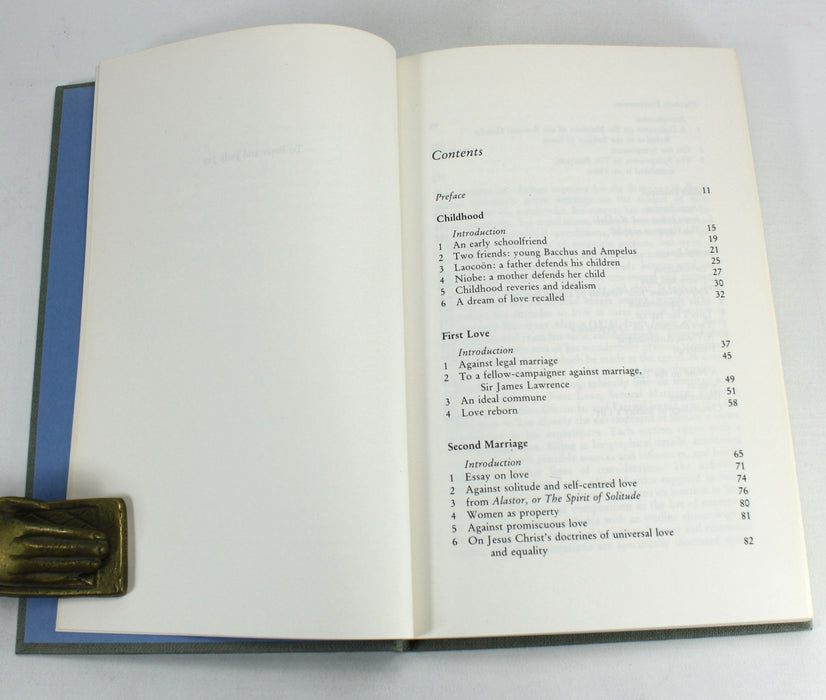 Contents
Preface 11
Childhood
Introduction 15
1 An early schoolfriend 19
2 Two friends: young Bacchus and Ampelus 21
3 Laocoön: a father defends his children 25
4 Niobe: a mother defends her child 27
5 Childhood reveries and idealism 30
6 A dream of love recalled 32
First Love
Introduction 37
1 Against legal marriage 45
2 To a fellow-campaigner against marriage,
Sir James Lawrence 49
3 An ideal commune 51
4 Love reborn 58
Second Marriage
Introduction 65
1 Essay on love 71
2 Against solitude and self-centred love 74
3 from Alastor, or The Spirit of Solitude 76
4 Women as property 80
5 Against promiscuous love 81
6 On Jesus Christ's doctrines of universal love
and equality 82